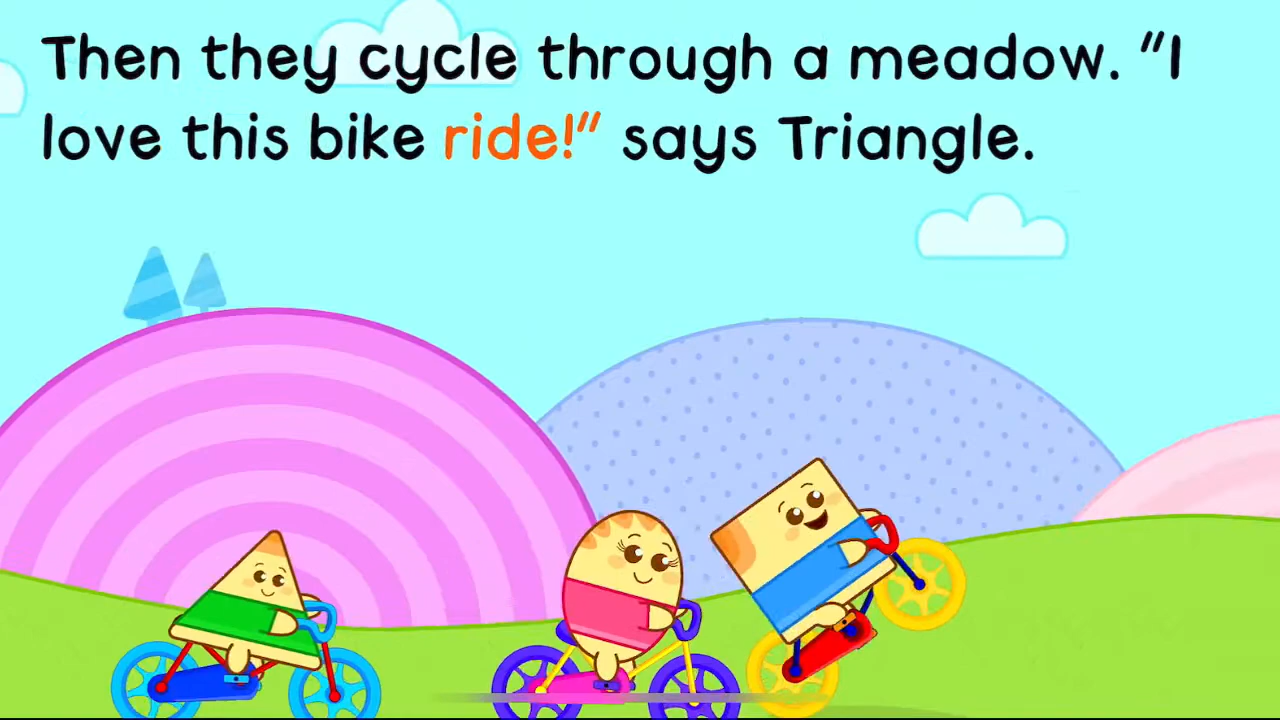 Then they cycle through a meadow. "I
love this bike ride!" says Triangle.